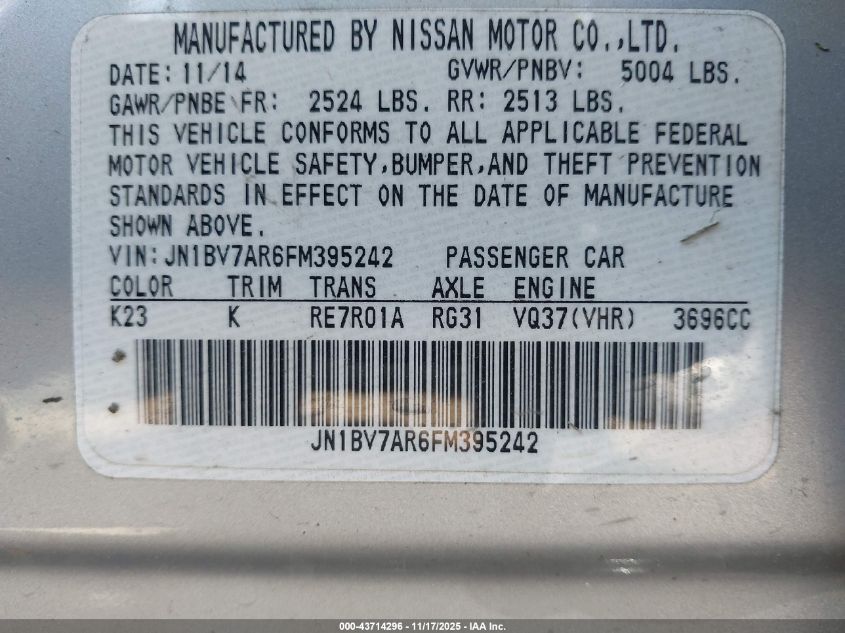 MANUFACTURED BY NISSAN MOTOR CO.,LTD.
DATE: 11/14 GVWR/PNBV: 5004 LBS.
GAWR/PNBE FR: 2524 LBS. RR: 2513 LBS.
THIS VEHICLE CONFORMS TO ALL APPLICABLE FEDERAL
MOTOR VEHICLE SAFETY,BUMPER,AND THEFT PREVENTION
STANDARDS IN EFFECT ON THE DATE OF MANUFACTURE
SHOWN ABOVE.
VIN:JN1BV7AR6FM395242 PASSENGER CAR
COLOR TRIM TRANS AXLE ENGINE
K23 K RE7R01A RG31 VQ37(VHR) 3696CC
JN1BV7AR6FM395242
000-43714296 - 11/17/2025 - IAA Inc.